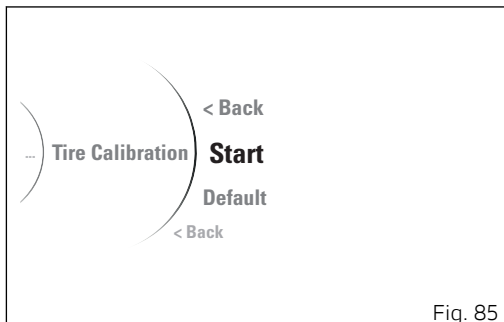 < Back
... Tire Calibration Start
Default
< Back
Fig. 85